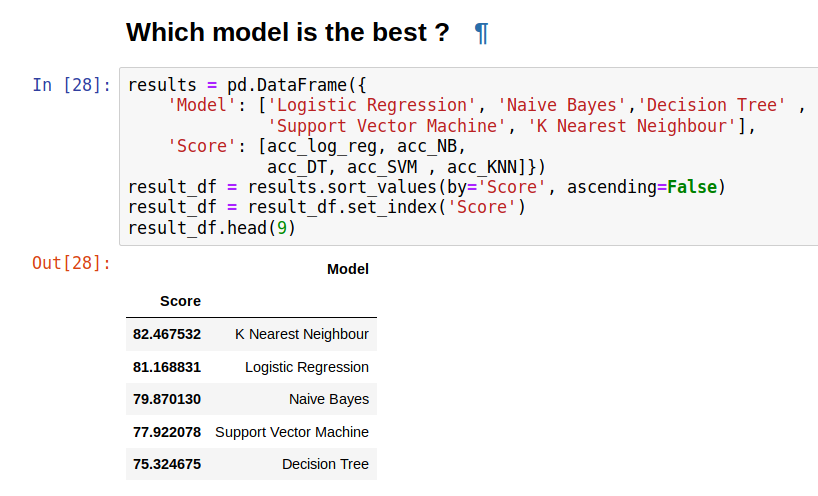 Which model is the best ? ¶
In [28]: results = pd.DataFrame({
'Model': ['Logistic Regression', 'Naive Bayes','Decision Tree' ,
'Support Vector Machine', 'K Nearest Neighbour'],
'Score': [acc_log_reg, acc_NB,
acc_DT, acc_SVM , acc_KNN]})
result_df = results.sort_values(by='Score', ascending=False)
result_df = result_df.set_index('Score')
result_df.head(9)
Out[28]: Model
Score
82.467532 K Nearest Neighbour
81.168831 Logistic Regression
79.870130 Naive Bayes
77.922078 Support Vector Machine
75.324675 Decision Tree